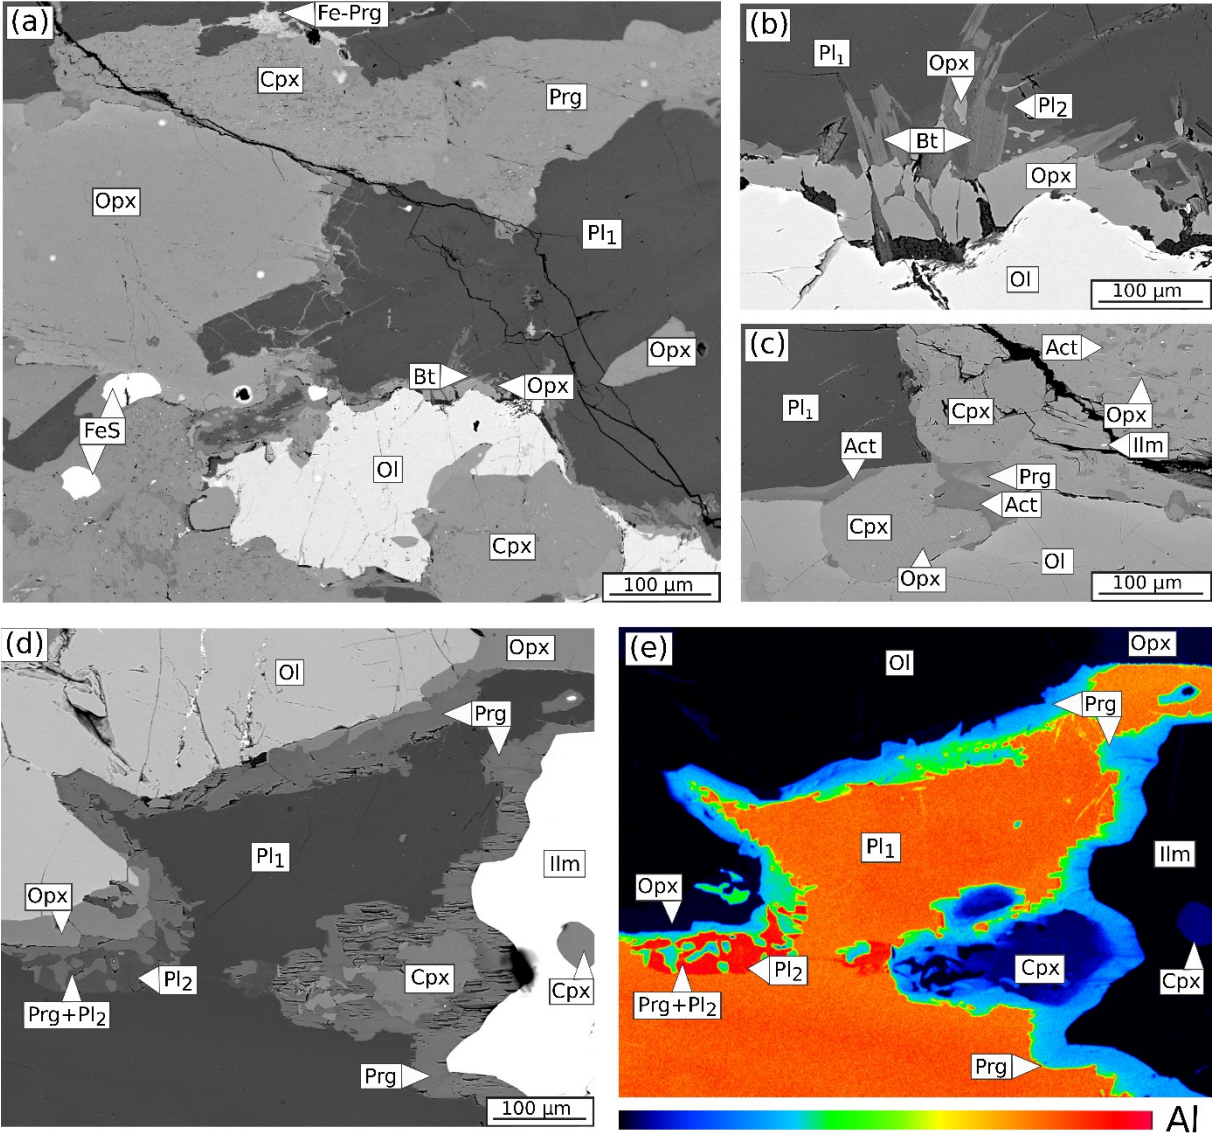 (a)
Fe-Prg
Cpx
Prg
Opx
Pl₁
Opx
Bt
Opx
FeS
Ol
Cpx
100 µm
(b)
Pl₁
Opx
Pl₂
Bt
Opx
Ol
100 µm
(c)
Act
Pl₁
Cpx
Opx
Ilm
Act
Prg
Act
Cpx
Opx
Ol
100 µm
(d)
Ol
Opx
Prg
Pl₁
Ilm
Opx
Pl₂
Cpx
Cpx
Prg+Pl₂
Prg
100 µm
(e)
Ol
Opx
Prg
Pl₁
Ilm
Opx
Pl₂
Cpx
Cpx
Prg+Pl₂
Prg
Al